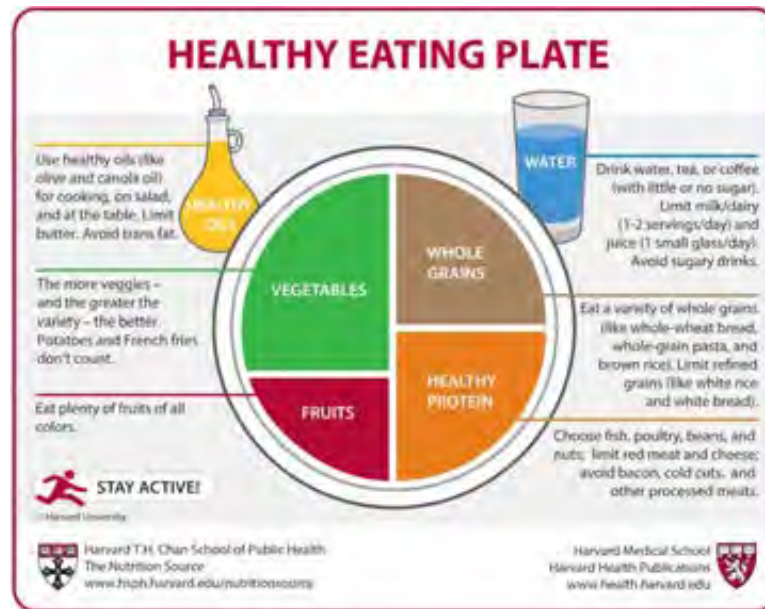 HEALTHY EATING PLATE
Use healthy oils (like
olive and canola oil)
for cooking, on salad,
and at the table. Limit
butter. Avoid trans fat.
HEALTHY
OILS
The more veggies –
and the greater the
variety – the better.
Potatoes and French fries
don't count.
Eat plenty of fruits of all
colors.
VEGETABLES
FRUITS
WHOLE
GRAINS
HEALTHY
PROTEIN
WATER
Drink water, tea, or coffee
(with little or no sugar).
Limit milk/dairy
(1-2 servings/day) and
juice (1 small glass/day).
Avoid sugary drinks.
Eat a variety of whole grains
(like whole-wheat bread,
whole-grain pasta, and
brown rice). Limit refined
grains (like white rice
and white bread).
Choose fish, poultry, beans, and
nuts; limit red meat and cheese;
avoid bacon, cold cuts, and
other processed meats.
STAY ACTIVE!
© Harvard University
Harvard T.H. Chan School of Public Health
The Nutrition Source
www.hsph.harvard.edu/nutritionsource
Harvard Medical School
Harvard Health Publications
www.health.harvard.edu